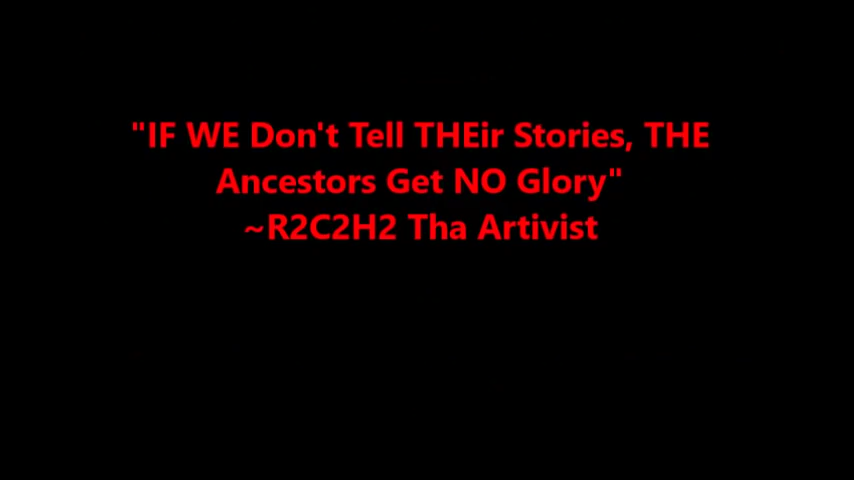 "IF WE Don't Tell THEir Stories, THE
Ancestors Get NO Glory"
~R2C2H2 Tha Artivist